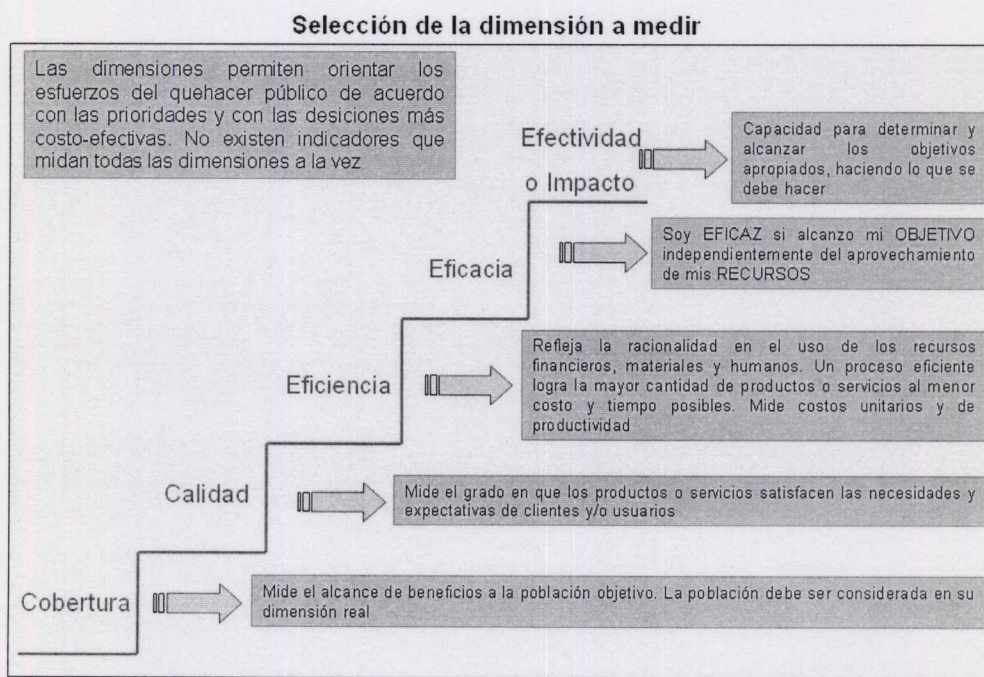 Selección de la dimensión a medir
Las dimensiones permiten orientar los
esfuerzos del quehacer público de acuerdo
con las prioridades y con las desiciones más
costo-efectivas. No existen indicadores que
midan todas las dimensiones a la vez
Efectividad
o Impacto
Capacidad para determinar y
alcanzar los objetivos
apropiados, haciendo lo que se
debe hacer
Eficacia
Soy EFICAZ si alcanzo mi OBJETIVO
independientemente del aprovechamiento
de mis RECURSOS
Eficiencia
Refleja la racionalidad en el uso de los recursos
financieros, materiales y humanos. Un proceso eficiente
logra la mayor cantidad de productos o servicios al menor
costo y tiempo posibles. Mide costos unitarios y de
productividad
Calidad
Mide el grado en que los productos o servicios satisfacen las necesidades y
expectativas de clientes y/o usuarios
Cobertura
Mide el alcance de beneficios a la población objetivo. La población debe ser considerada en su
dimensión real